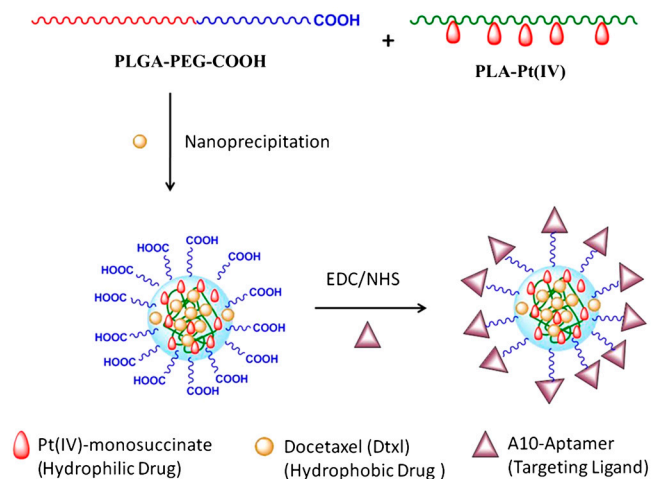 COOH
+
PLGA-PEG-COOH
PLA-Pt(IV)
Nanoprecipitation
COOH
HOOC
COOH
HOOC
COOH
HOOC
COOH
HOOC
COOH
HOOC
COOH
HOOC
COOH
HOOC
COOH
EDC/NHS
Pt(IV)-monosuccinate
(Hydrophilic Drug)
Docetaxel (Dtxl)
(Hydrophobic Drug )
A10-Aptamer
(Targeting Ligand)